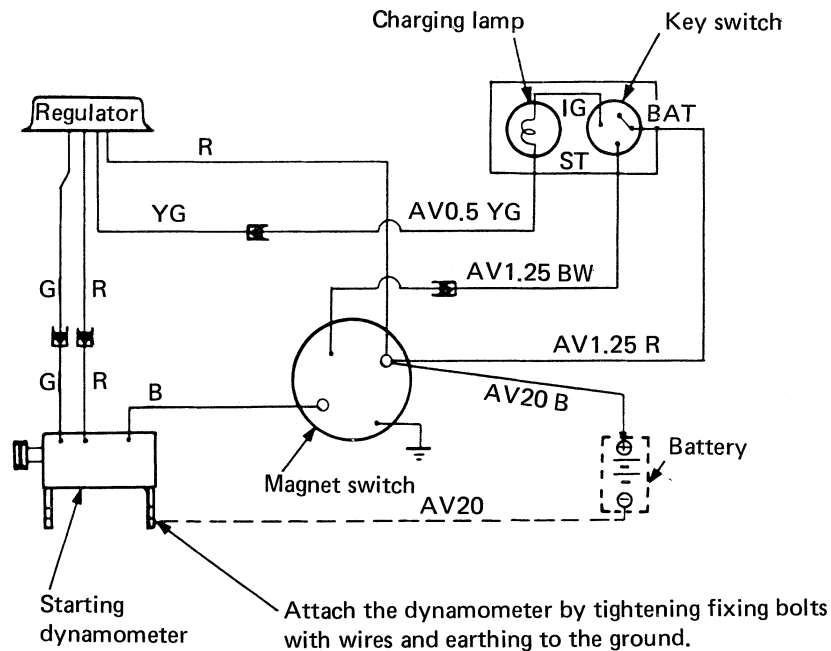 Charging lamp
Key switch
Regulator
IG
BAT
R
ST
YG
AV0.5 YG
AV1.25 BW
G
R
AV1.25 R
G
R
B
AV20 B
Battery
Magnet switch
AV20
Starting
dynamometer
Attach the dynamometer by tightening fixing bolts
with wires and earthing to the ground.